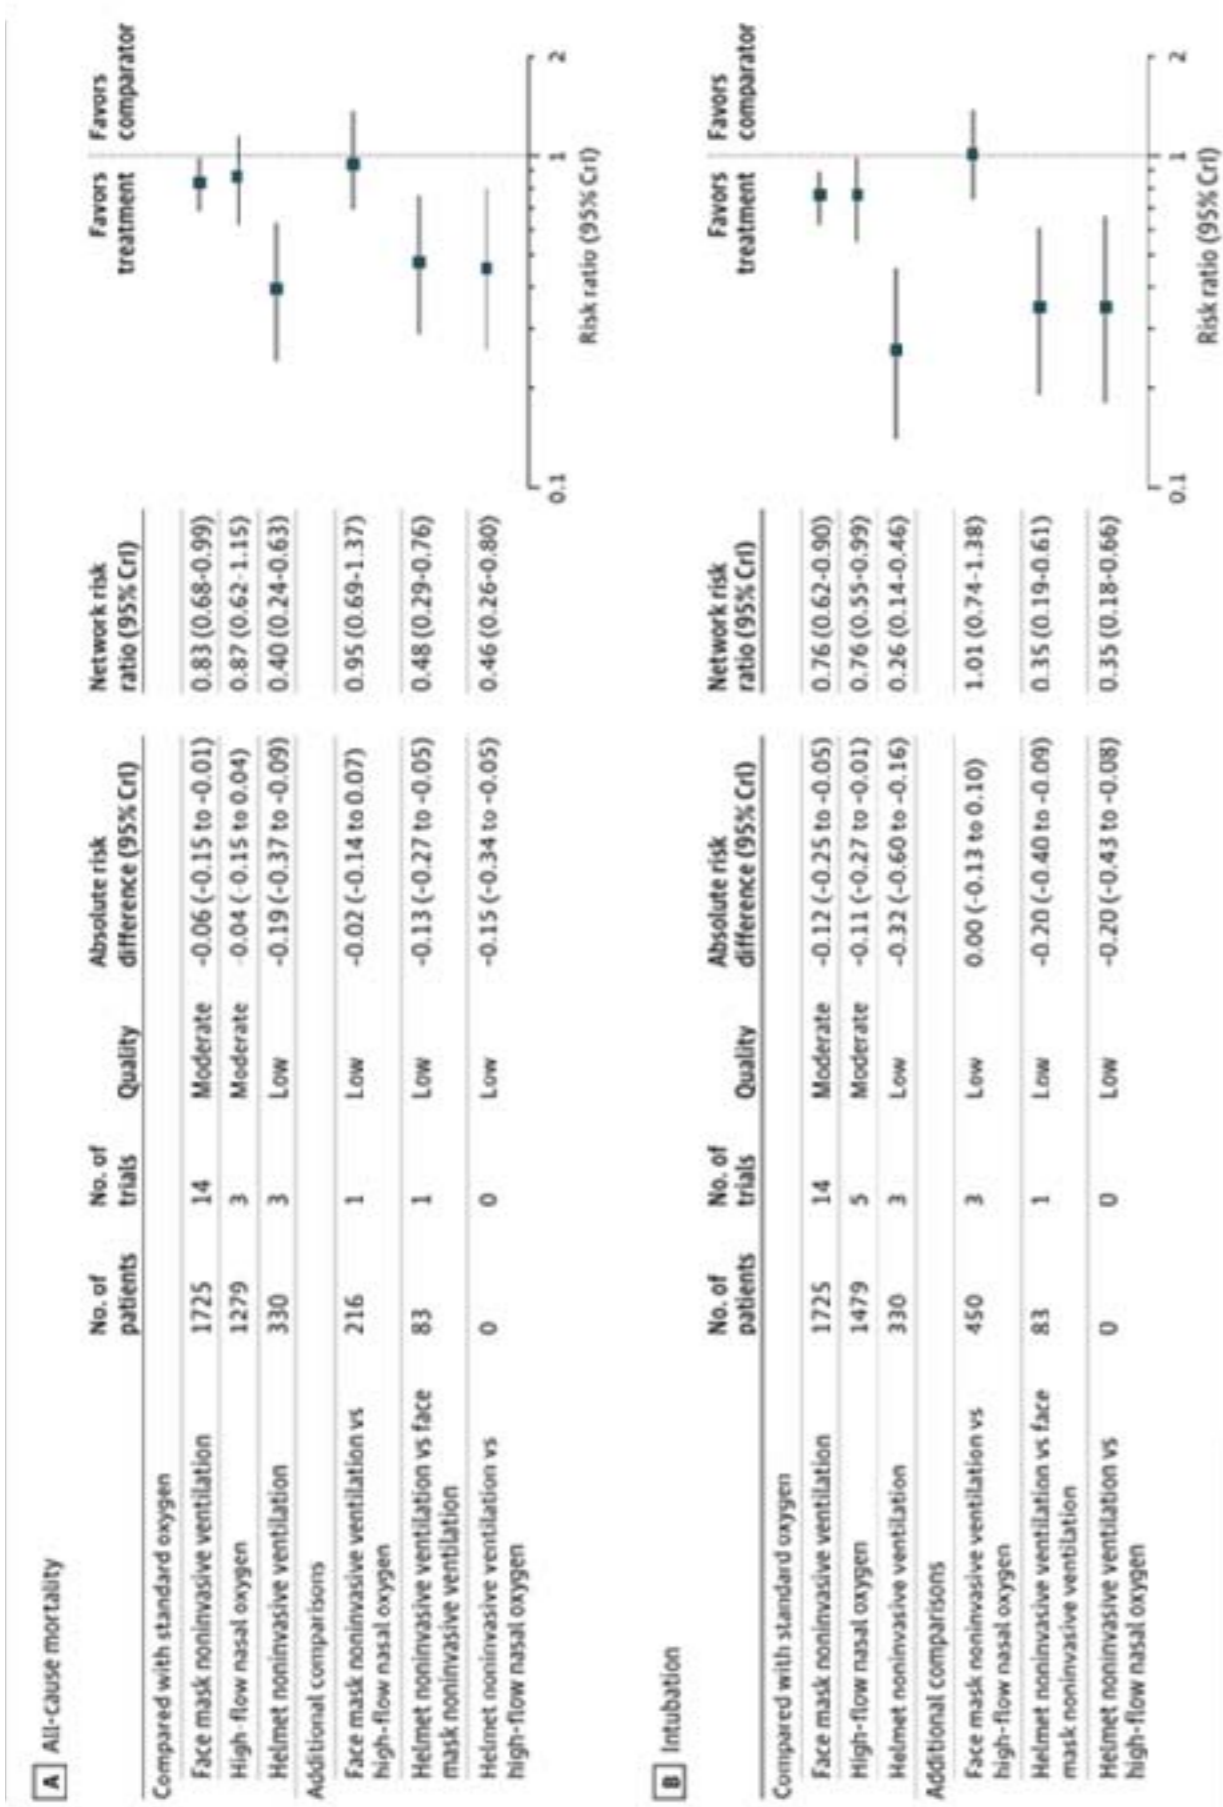 A All-cause mortality
No. of patients
No. of trials
Quality
Absolute risk difference (95% CrI)
Network risk ratio (95% CrI)
Favors treatment
Favors comparator
Compared with standard oxygen
Face mask noninvasive ventilation 1725 14 Moderate -0.06 (-0.15 to -0.01) 0.83 (0.68-0.99)
High-flow nasal oxygen 1279 3 Moderate -0.04 (-0.15 to 0.04) 0.87 (0.62-1.15)
Helmet noninvasive ventilation 330 3 Low -0.19 (-0.37 to -0.09) 0.40 (0.24-0.63)
Additional comparisons
Face mask noninvasive ventilation vs 216 1 Low -0.02 (-0.14 to 0.07) 0.95 (0.69-1.37)
high-flow nasal oxygen
Helmet noninvasive ventilation vs face 83 1 Low -0.13 (-0.27 to -0.05) 0.48 (0.29-0.76)
mask noninvasive ventilation
Helmet noninvasive ventilation vs 0 0 Low -0.15 (-0.34 to -0.05) 0.46 (0.26-0.80)
high-flow nasal oxygen
0.1 1 2
Risk ratio (95% CrI)
B Intubation
No. of patients
No. of trials
Quality
Absolute risk difference (95% CrI)
Network risk ratio (95% CrI)
Favors treatment
Favors comparator
Compared with standard oxygen
Face mask noninvasive ventilation 1725 14 Moderate -0.12 (-0.25 to -0.05) 0.76 (0.62-0.90)
High-flow nasal oxygen 1479 5 Moderate -0.11 (-0.27 to -0.01) 0.76 (0.55-0.99)
Helmet noninvasive ventilation 330 3 Low -0.32 (-0.60 to -0.16) 0.26 (0.14-0.46)
Additional comparisons
Face mask noninvasive ventilation vs 450 3 Low 0.00 (-0.13 to 0.10) 1.01 (0.74-1.38)
high-flow nasal oxygen
Helmet noninvasive ventilation vs face 83 1 Low -0.20 (-0.40 to -0.09) 0.35 (0.19-0.61)
mask noninvasive ventilation
Helmet noninvasive ventilation vs 0 0 Low -0.20 (-0.43 to -0.08) 0.35 (0.18-0.66)
high-flow nasal oxygen
0.1 1 2
Risk ratio (95% CrI)